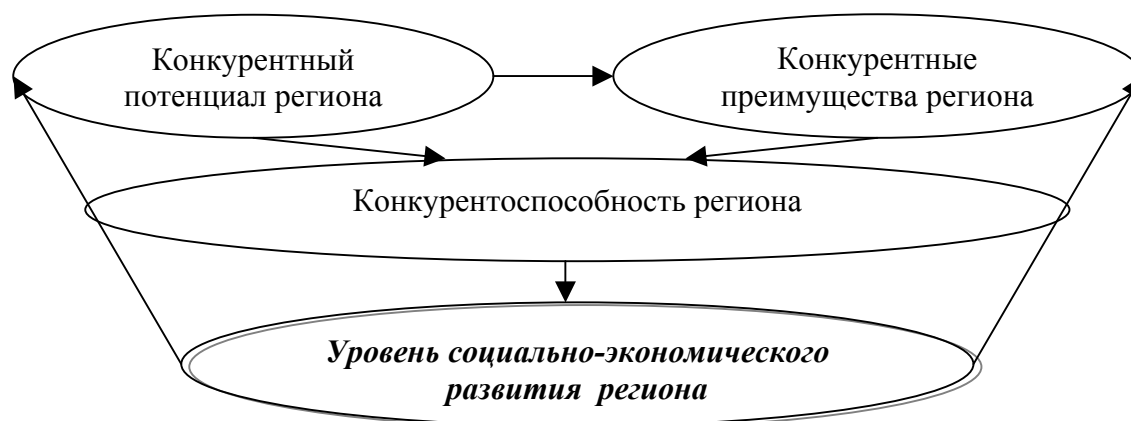 Конкурентный
потенциал региона
Конкурентные
преимущества региона
Конкурентоспособность региона
Уровень социально-экономического
развития региона